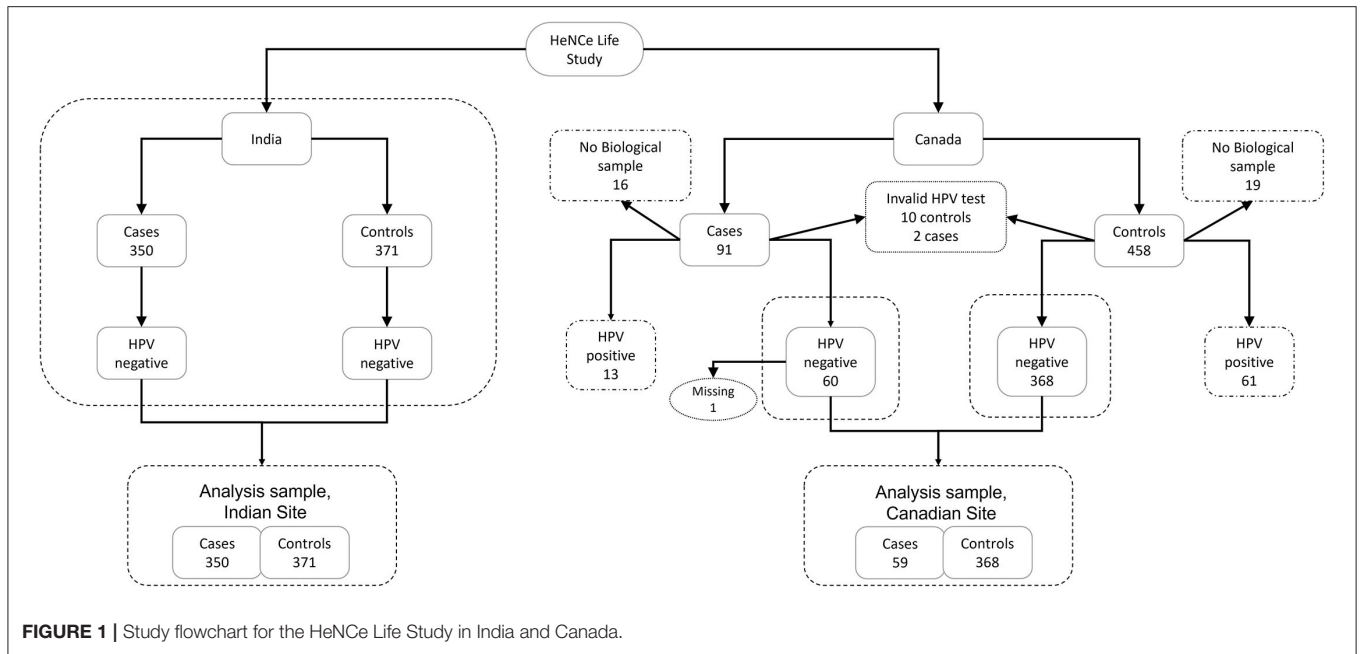 HeNCe Life
Study
India
Canada
No Biological
sample
16
No Biological
sample
19
Invalid HPV test
10 controls
2 cases
Cases
350
Controls
371
Cases
91
Controls
458
HPV
negative
HPV
negative
HPV
positive
13
HPV
negative
60
HPV
negative
368
HPV
positive
61
Missing
1
Analysis sample,
Indian Site
Cases
350
Controls
371
Analysis sample,
Canadian Site
Cases
59
Controls
368
FIGURE 1 | Study flowchart for the HeNCe Life Study in India and Canada.